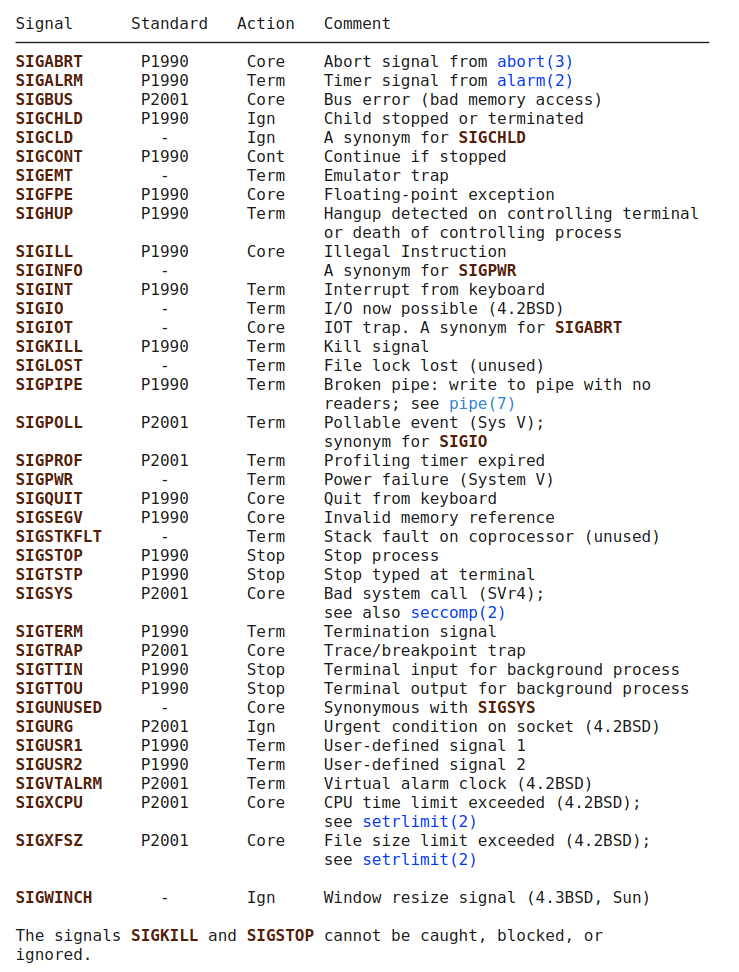 Signal      Standard   Action   Comment
SIGABRT      P1990      Core    Abort signal from abort(3)
SIGALRM      P1990      Term    Timer signal from alarm(2)
SIGBUS       P2001      Core    Bus error (bad memory access)
SIGCHLD      P1990      Ign     Child stopped or terminated
SIGCLD         -        Ign     A synonym for SIGCHLD
SIGCONT      P1990      Cont    Continue if stopped
SIGEMT         -        Term    Emulator trap
SIGFPE       P1990      Core    Floating-point exception
SIGHUP       P1990      Term    Hangup detected on controlling terminal
                                or death of controlling process
SIGILL       P1990      Core    Illegal Instruction
SIGINFO        -                A synonym for SIGPWR
SIGINT       P1990      Term    Interrupt from keyboard
SIGIO          -        Term    I/O now possible (4.2BSD)
SIGIOT         -        Core    IOT trap. A synonym for SIGABRT
SIGKILL      P1990      Term    Kill signal
SIGLOST        -        Term    File lock lost (unused)
SIGPIPE      P1990      Term    Broken pipe: write to pipe with no
                                readers; see pipe(7)
SIGPOLL      P2001      Term    Pollable event (Sys V);
                                synonym for SIGIO
SIGPROF      P2001      Term    Profiling timer expired
SIGPWR         -        Term    Power failure (System V)
SIGQUIT      P1990      Core    Quit from keyboard
SIGSEGV      P1990      Core    Invalid memory reference
SIGSTKFLT      -        Term    Stack fault on coprocessor (unused)
SIGSTOP      P1990      Stop    Stop process
SIGTSTP      P1990      Stop    Stop typed at terminal
SIGSYS       P2001      Core    Bad system call (SVr4);
                                see also seccomp(2)
SIGTERM      P1990      Term    Termination signal
SIGTRAP      P2001      Core    Trace/breakpoint trap
SIGTTIN      P1990      Stop    Terminal input for background process
SIGTTOU      P1990      Stop    Terminal output for background process
SIGUNUSED      -        Core    Synonymous with SIGSYS
SIGURG       P2001      Ign     Urgent condition on socket (4.2BSD)
SIGUSR1      P1990      Term    User-defined signal 1
SIGUSR2      P1990      Term    User-defined signal 2
SIGVTALRM    P2001      Term    Virtual alarm clock (4.2BSD)
SIGXCPU      P2001      Core    CPU time limit exceeded (4.2BSD);
                                see setrlimit(2)
SIGXFSZ      P2001      Core    File size limit exceeded (4.2BSD);
                                see setrlimit(2)
SIGWINCH       -        Ign     Window resize signal (4.3BSD, Sun)
The signals SIGKILL and SIGSTOP cannot be caught, blocked, or
ignored.